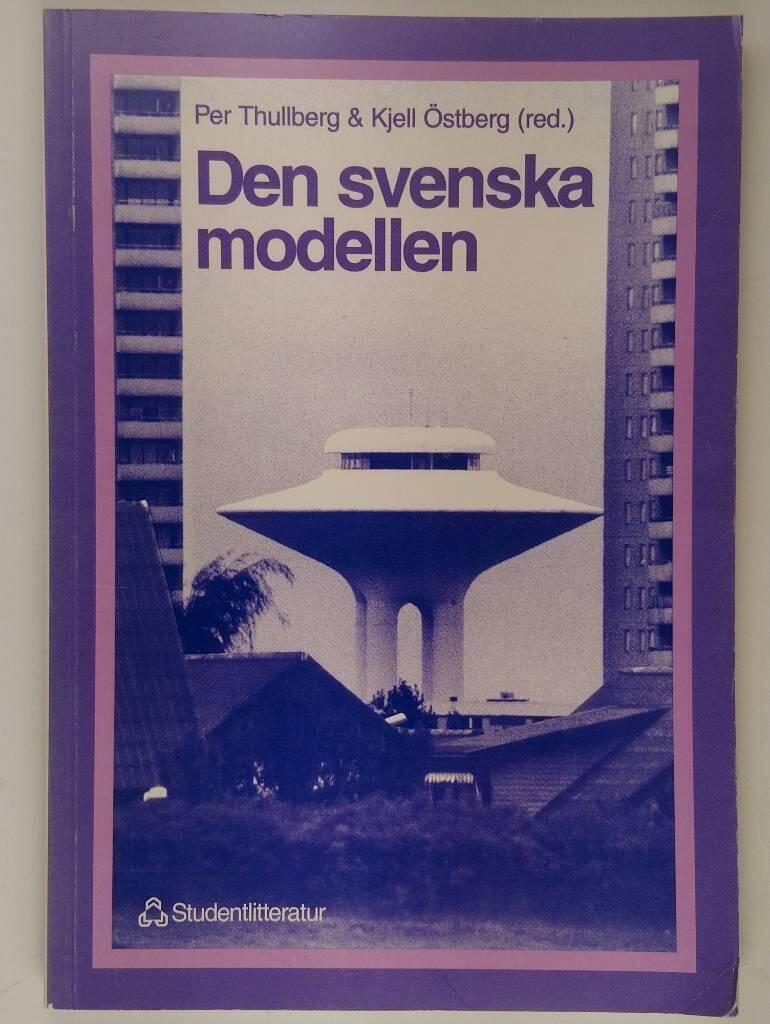 Per Thullberg & Kjell Östberg (red.)
Den svenska
modellen
Studentlitteratur